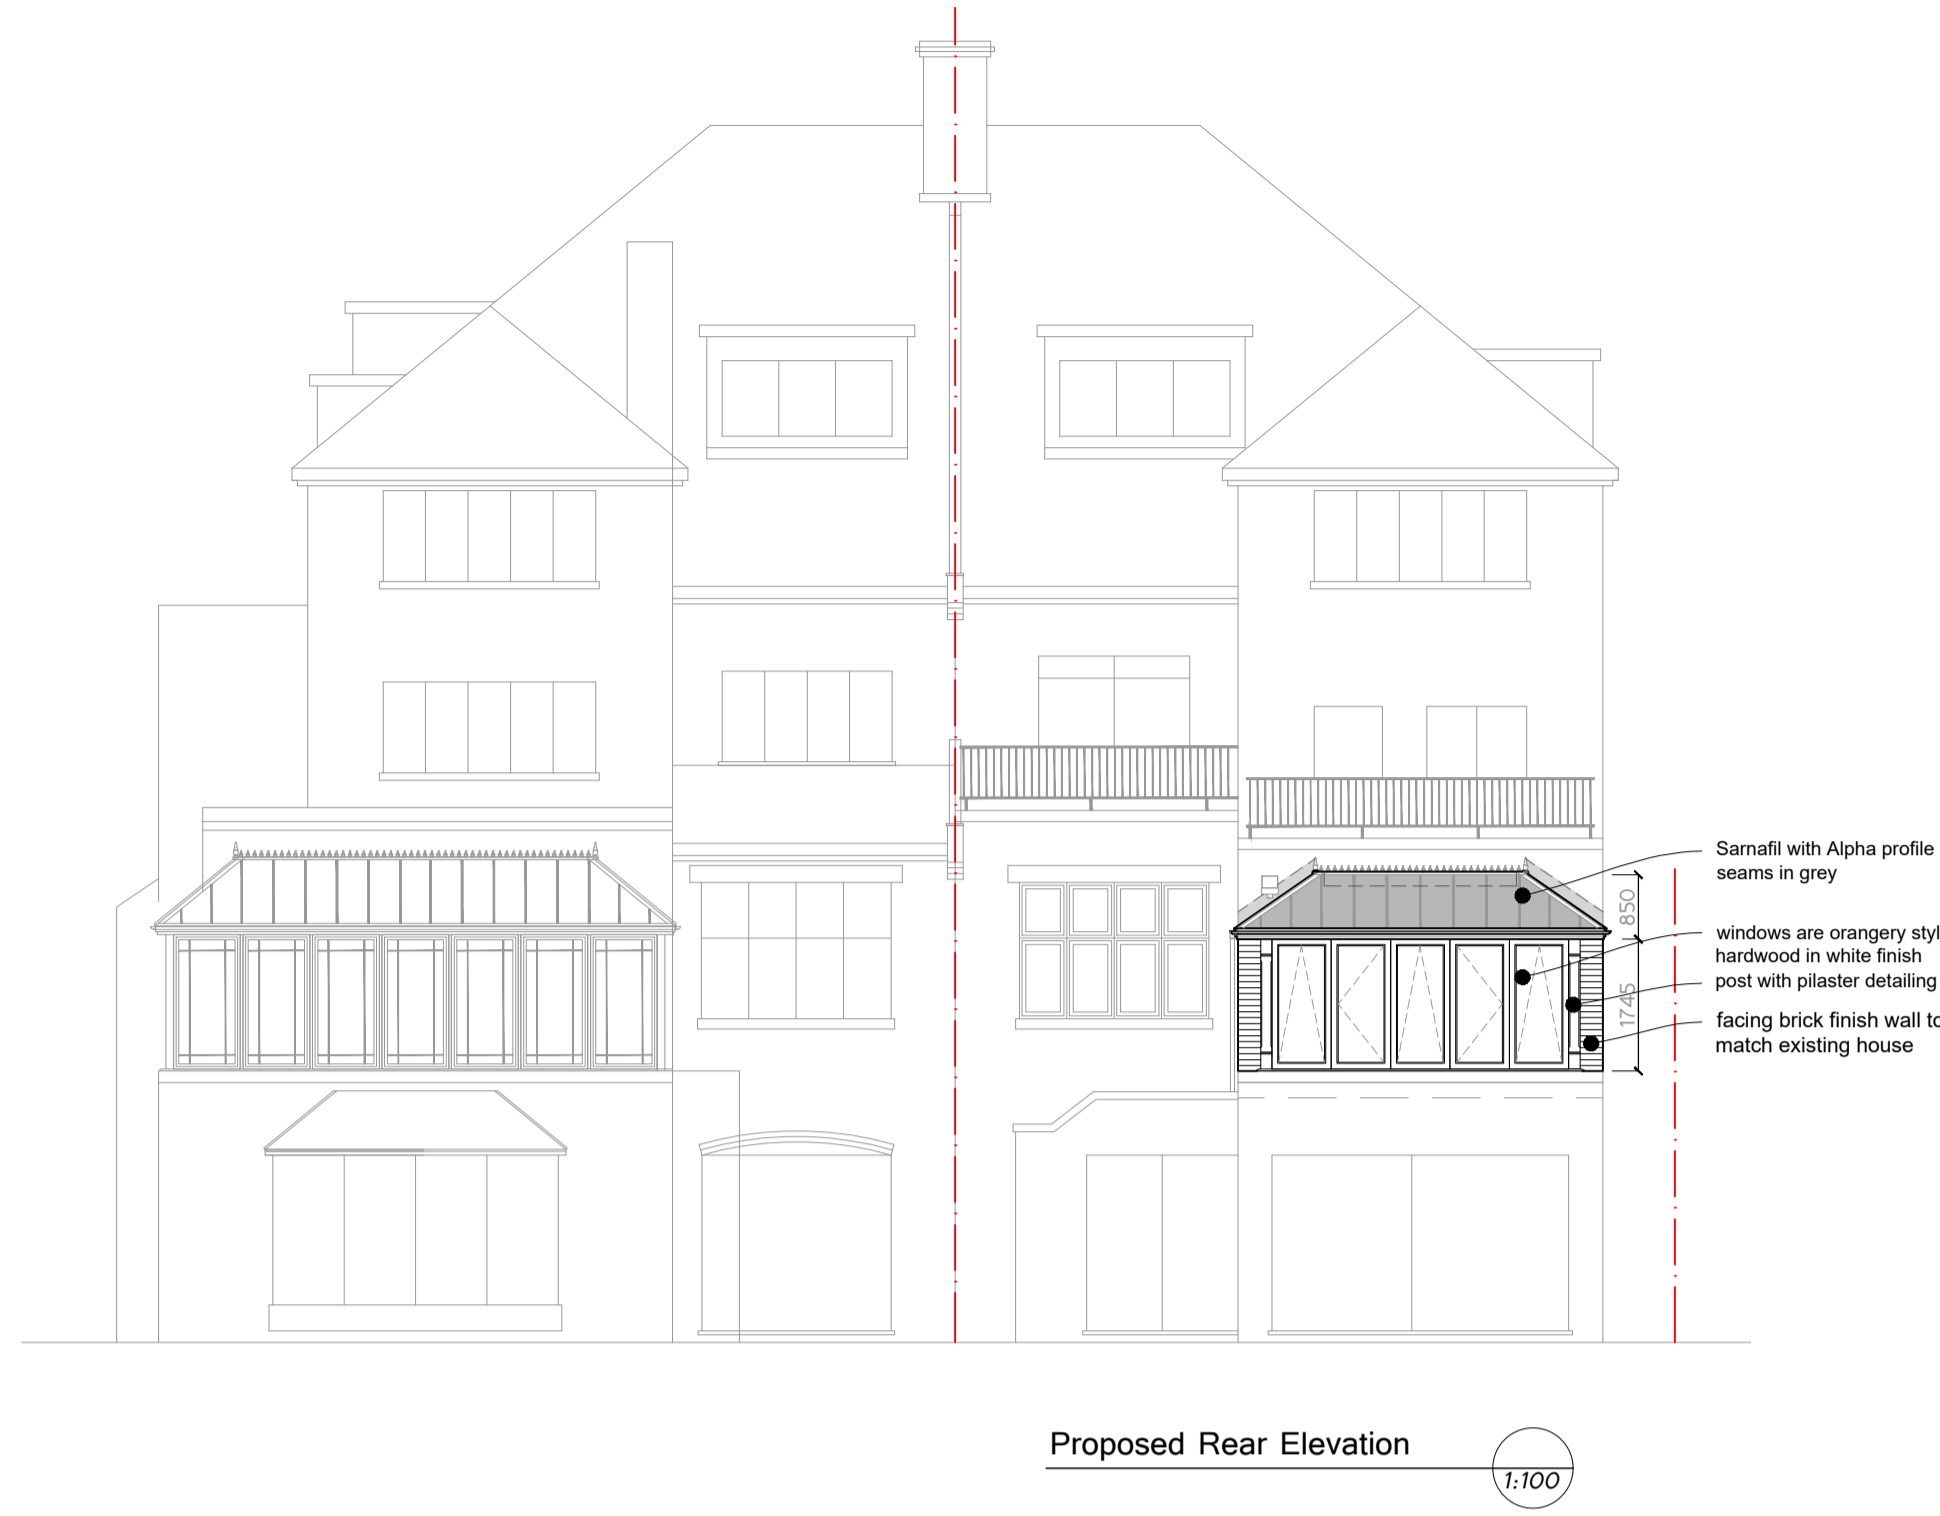 Sarnafil with Alpha profile
seams in grey
850
windows are orangery styl
hardwood in white finish
post with pilaster detailing
1745
facing brick finish wall to
match existing house
Proposed Rear Elevation
1:100